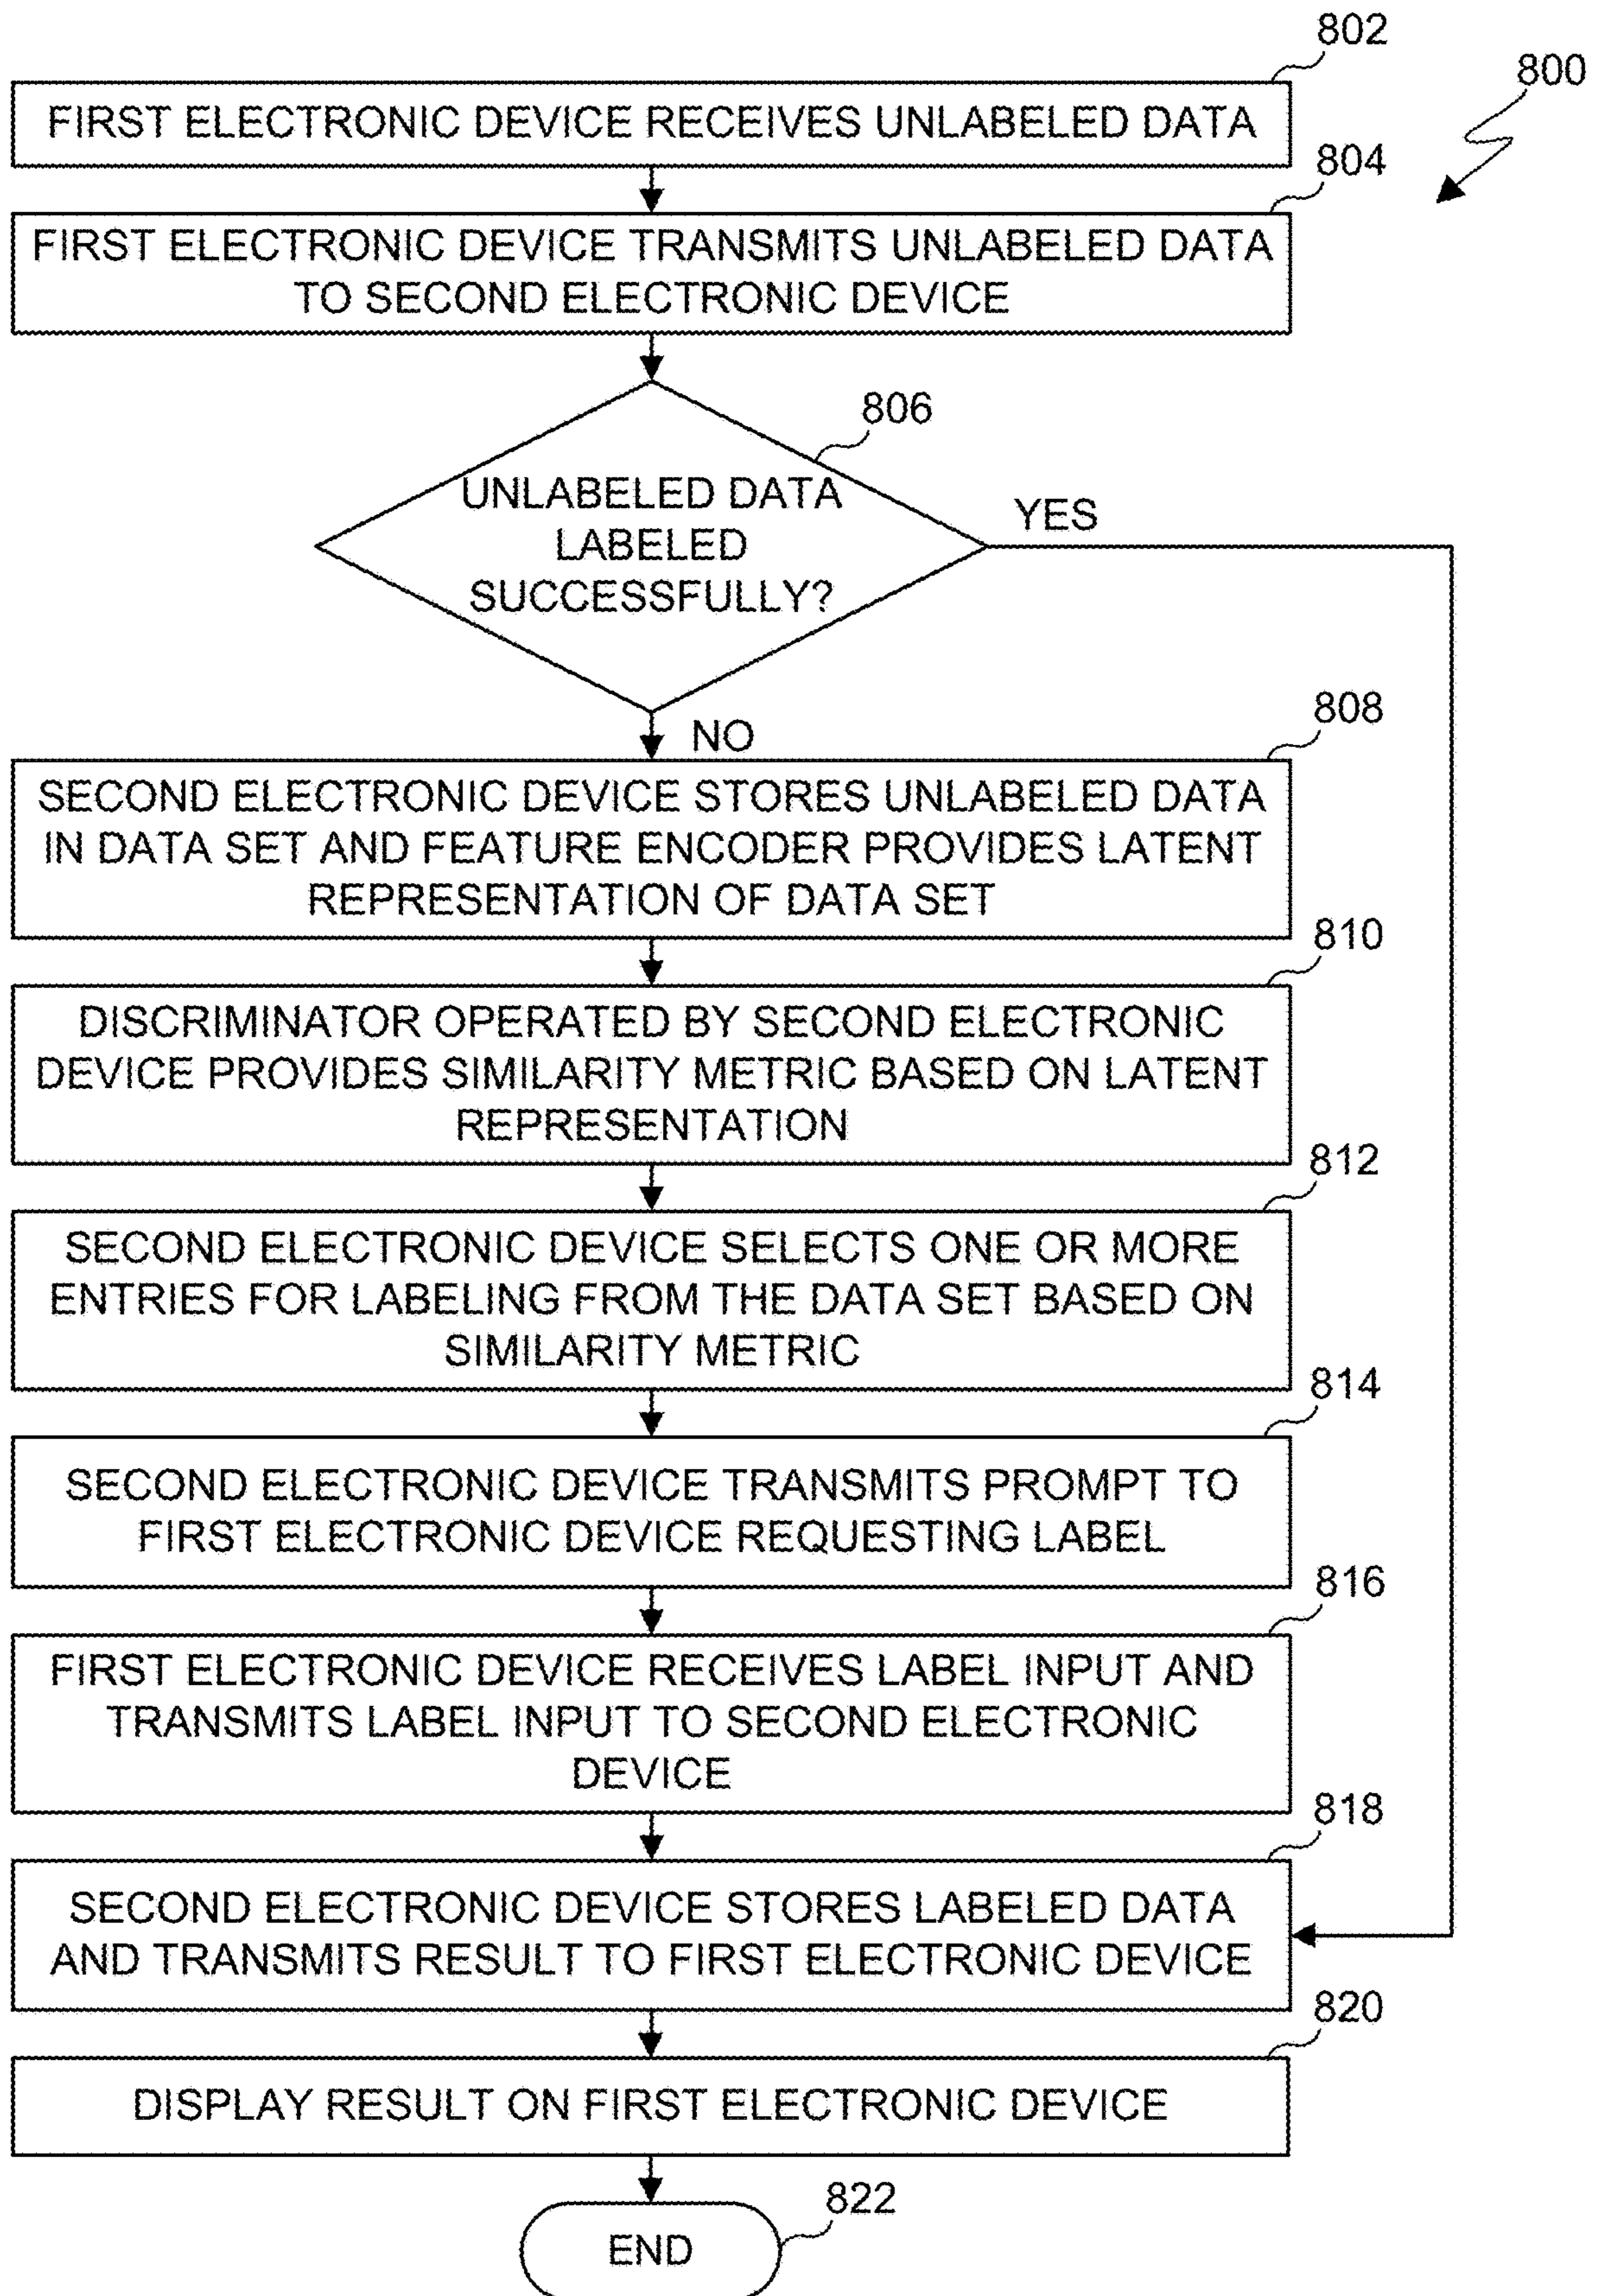 802
800
FIRST ELECTRONIC DEVICE RECEIVES UNLABELED DATA
804
FIRST ELECTRONIC DEVICE TRANSMITS UNLABELED DATA
TO SECOND ELECTRONIC DEVICE
806
UNLABELED DATA
LABELED
SUCCESSFULLY?
YES
NO
808
SECOND ELECTRONIC DEVICE STORES UNLABELED DATA
IN DATA SET AND FEATURE ENCODER PROVIDES LATENT
REPRESENTATION OF DATA SET
810
DISCRIMINATOR OPERATED BY SECOND ELECTRONIC
DEVICE PROVIDES SIMILARITY METRIC BASED ON LATENT
REPRESENTATION
812
SECOND ELECTRONIC DEVICE SELECTS ONE OR MORE
ENTRIES FOR LABELING FROM THE DATA SET BASED ON
SIMILARITY METRIC
814
SECOND ELECTRONIC DEVICE TRANSMITS PROMPT TO
FIRST ELECTRONIC DEVICE REQUESTING LABEL
816
FIRST ELECTRONIC DEVICE RECEIVES LABEL INPUT AND
TRANSMITS LABEL INPUT TO SECOND ELECTRONIC
DEVICE
818
SECOND ELECTRONIC DEVICE STORES LABELED DATA
AND TRANSMITS RESULT TO FIRST ELECTRONIC DEVICE
820
DISPLAY RESULT ON FIRST ELECTRONIC DEVICE
822
END